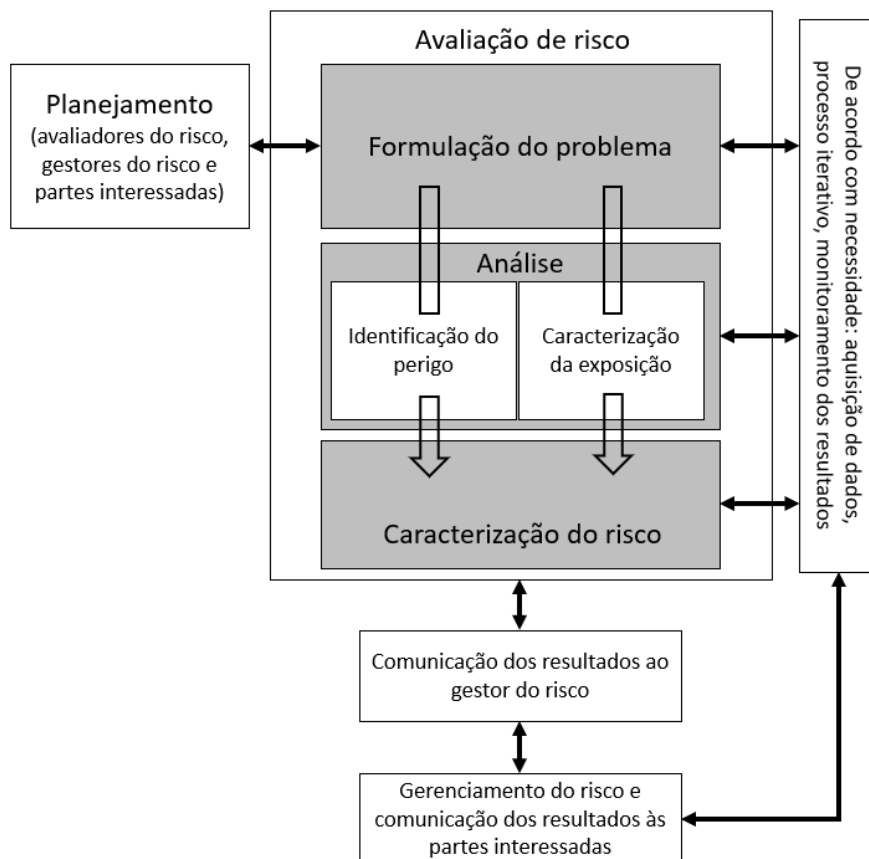 Avaliação de risco
Planejamento
(avaliadores do risco,
gestores do risco e
partes interessadas)
Formulação do problema
Análise
Identificação do
perigo
Caracterização
da exposição
Caracterização do risco
De acordo com necessidade: aquisição de dados,
processo iterativo, monitoramento dos resultados
Comunicação dos resultados ao
gestor do risco
Gerenciamento do risco e
comunicação dos resultados às
partes interessadas